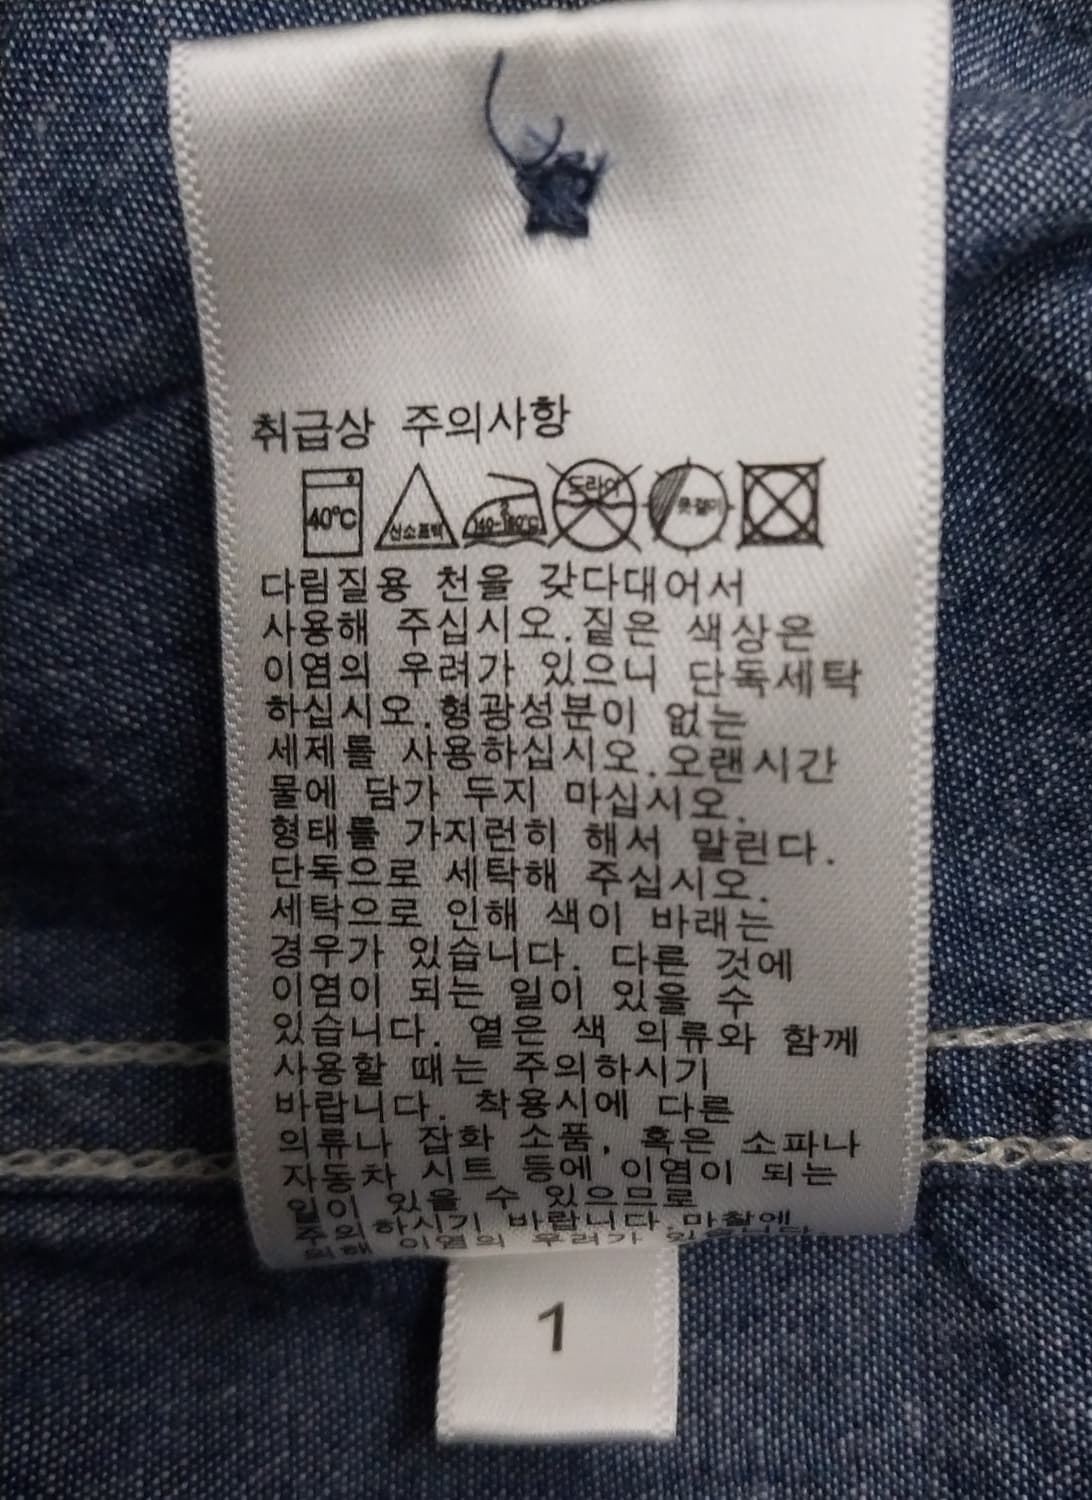 취급상 주의사항
40℃
산소표백
2
140-160℃
드라이
옷걸이
다림질용 천을 갖다대어서
사용해 주십시오.짙은 색상은
이염의 우려가 있으니 단독세탁
하십시오.형광성분이 없는
세제를 사용하십시오.오랜시간
물에 담가 두지 마십시오.
형태를 가지런히 해서 말린다.
단독으로 세탁해 주십시오.
세탁으로 인해 색이 바래는
경우가 있습니다. 다른 것에
이염이 되는 일이 있을 수
있습니다. 옅은 색 의류와 함께
사용할 때는 주의하시기
바랍니다. 착용시에 다른
의류나 잡화 소품, 혹은 소파나
자동차 시트 등에 이염이 되는
일이 있을 수 있으므로
주의하시기 바랍니다.마찰에
의해 이염의 우려가 있습니다.
1